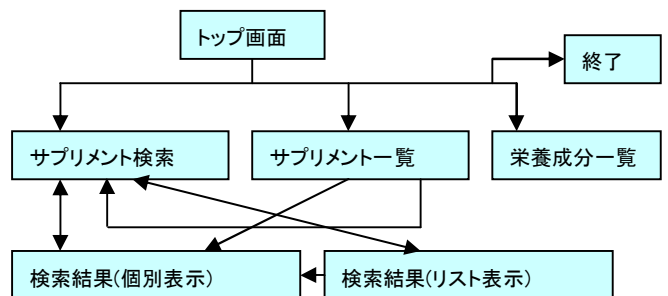 トップ画面
終了
サプリメント検索
サプリメント一覧
栄養成分一覧
検索結果(個別表示)
検索結果(リスト表示)